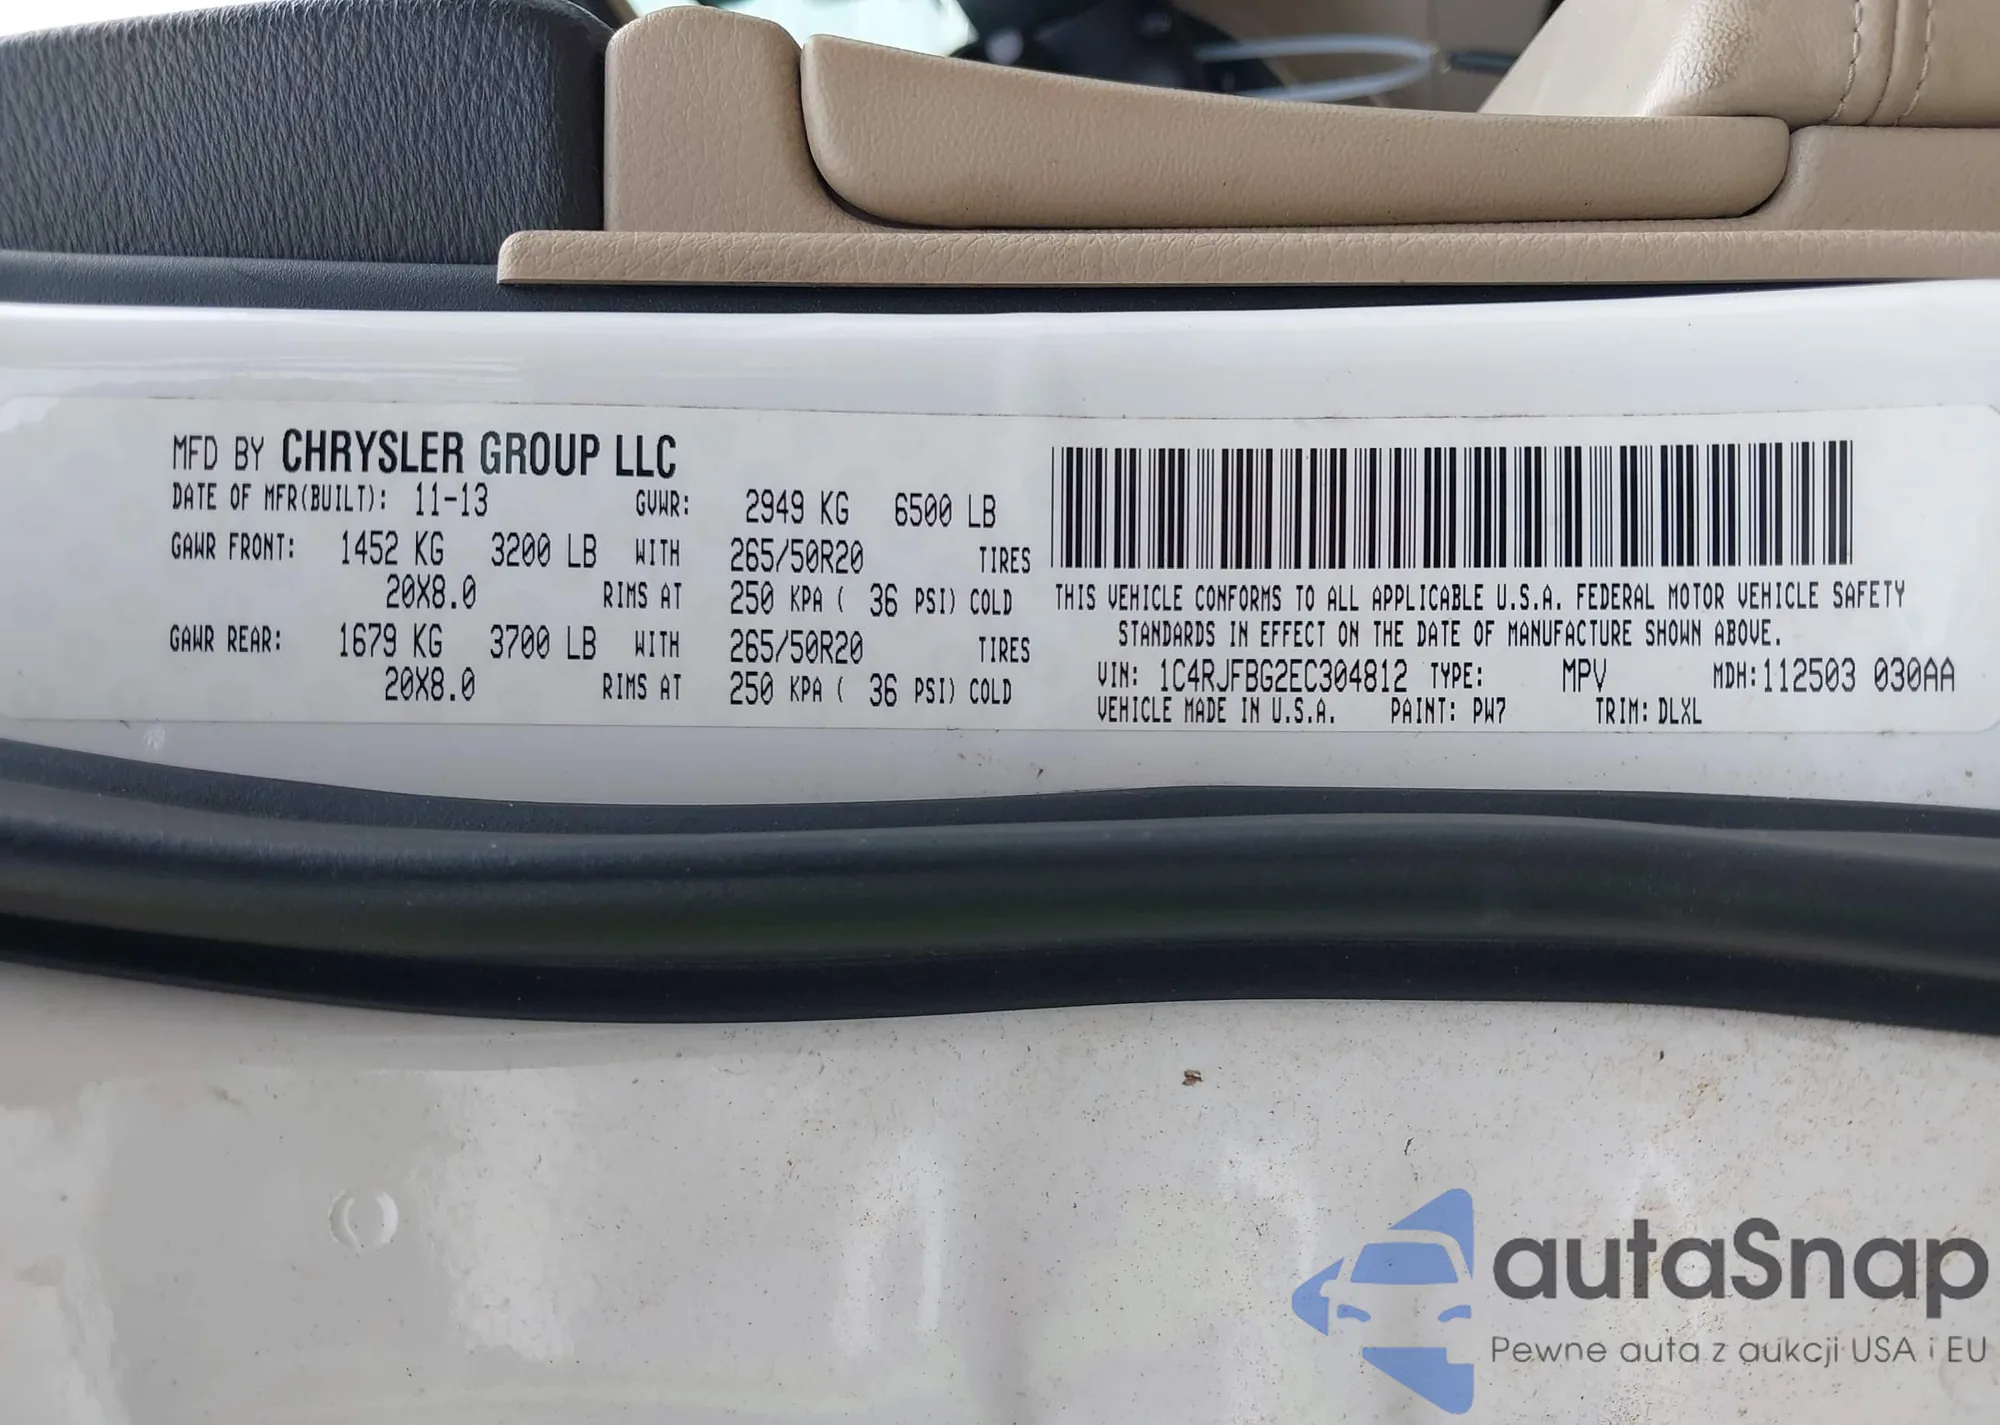 MFD BY CHRYSLER GROUP LLC
DATE OF MFR(BUILT): 11-13 GVWR: 2949 KG 6500 LB
GAWR FRONT: 1452 KG 3200 LB WITH 265/50R20 TIRES
20X8.0 RIMS AT 250 KPA ( 36 PSI) COLD
GAWR REAR: 1679 KG 3700 LB WITH 265/50R20 TIRES
20X8.0 RIMS AT 250 KPA ( 36 PSI) COLD
THIS VEHICLE CONFORMS TO ALL APPLICABLE U.S.A. FEDERAL MOTOR VEHICLE SAFETY
STANDARDS IN EFFECT ON THE DATE OF MANUFACTURE SHOWN ABOVE.
VIN: 1C4RJFBG2EC304812 TYPE: MPV MDH:112503 030AA
VEHICLE MADE IN U.S.A. PAINT: PW7 TRIM: DLXL
autaSnap
Pewne auta z aukcji USA i EU